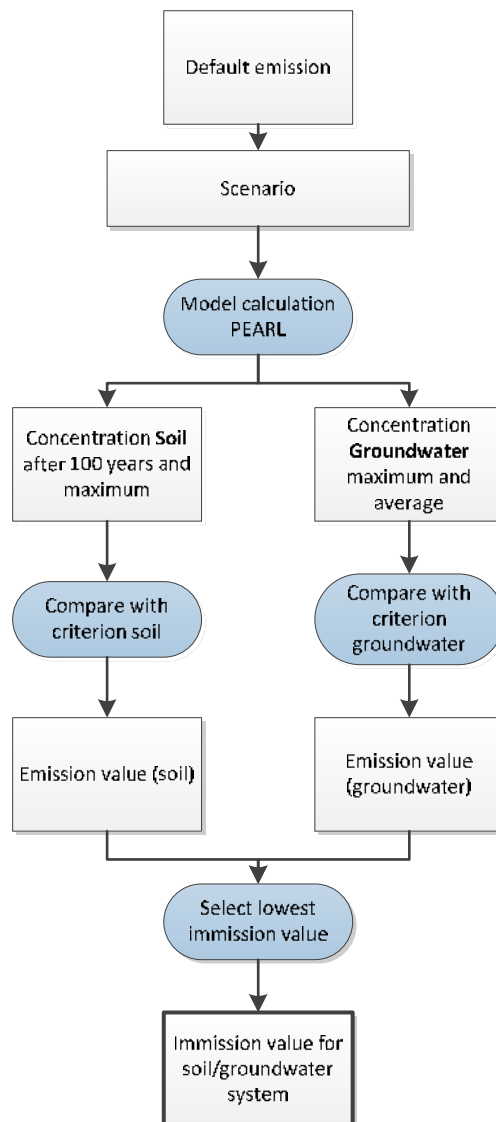 Default emission
Scenario
Model calculation
PEARL
Concentration Soil
after 100 years and
maximum
Concentration
Groundwater
maximum and
average
Compare with
criterion soil
Compare with
criterion
groundwater
Emission value (soil)
Emission value
(groundwater)
Select lowest
immission value
Immission value for
soil/groundwater
system